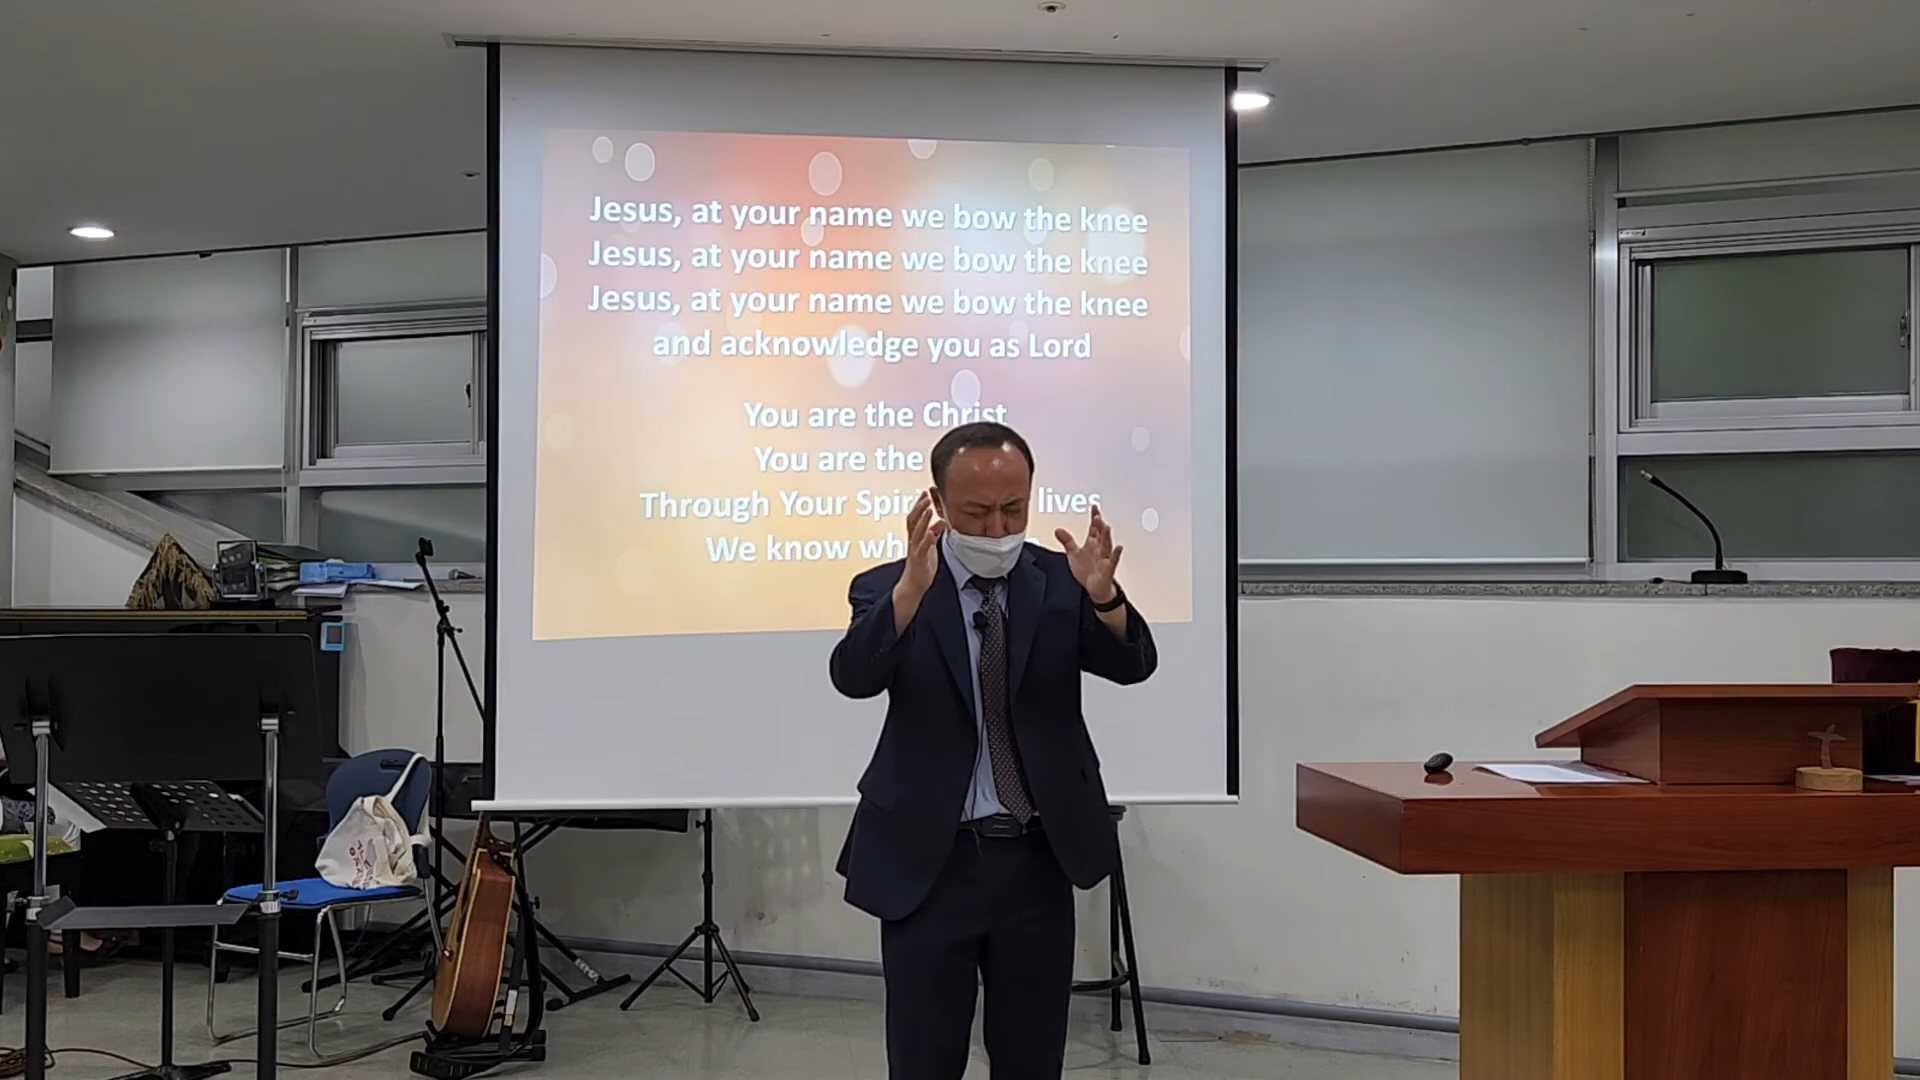 Jesus, at your name we bow the knee
Jesus, at your name we bow the knee
Jesus, at your name we bow the knee
and acknowledge you as Lord
You are the Christ
You are the
Through Your lives
We know